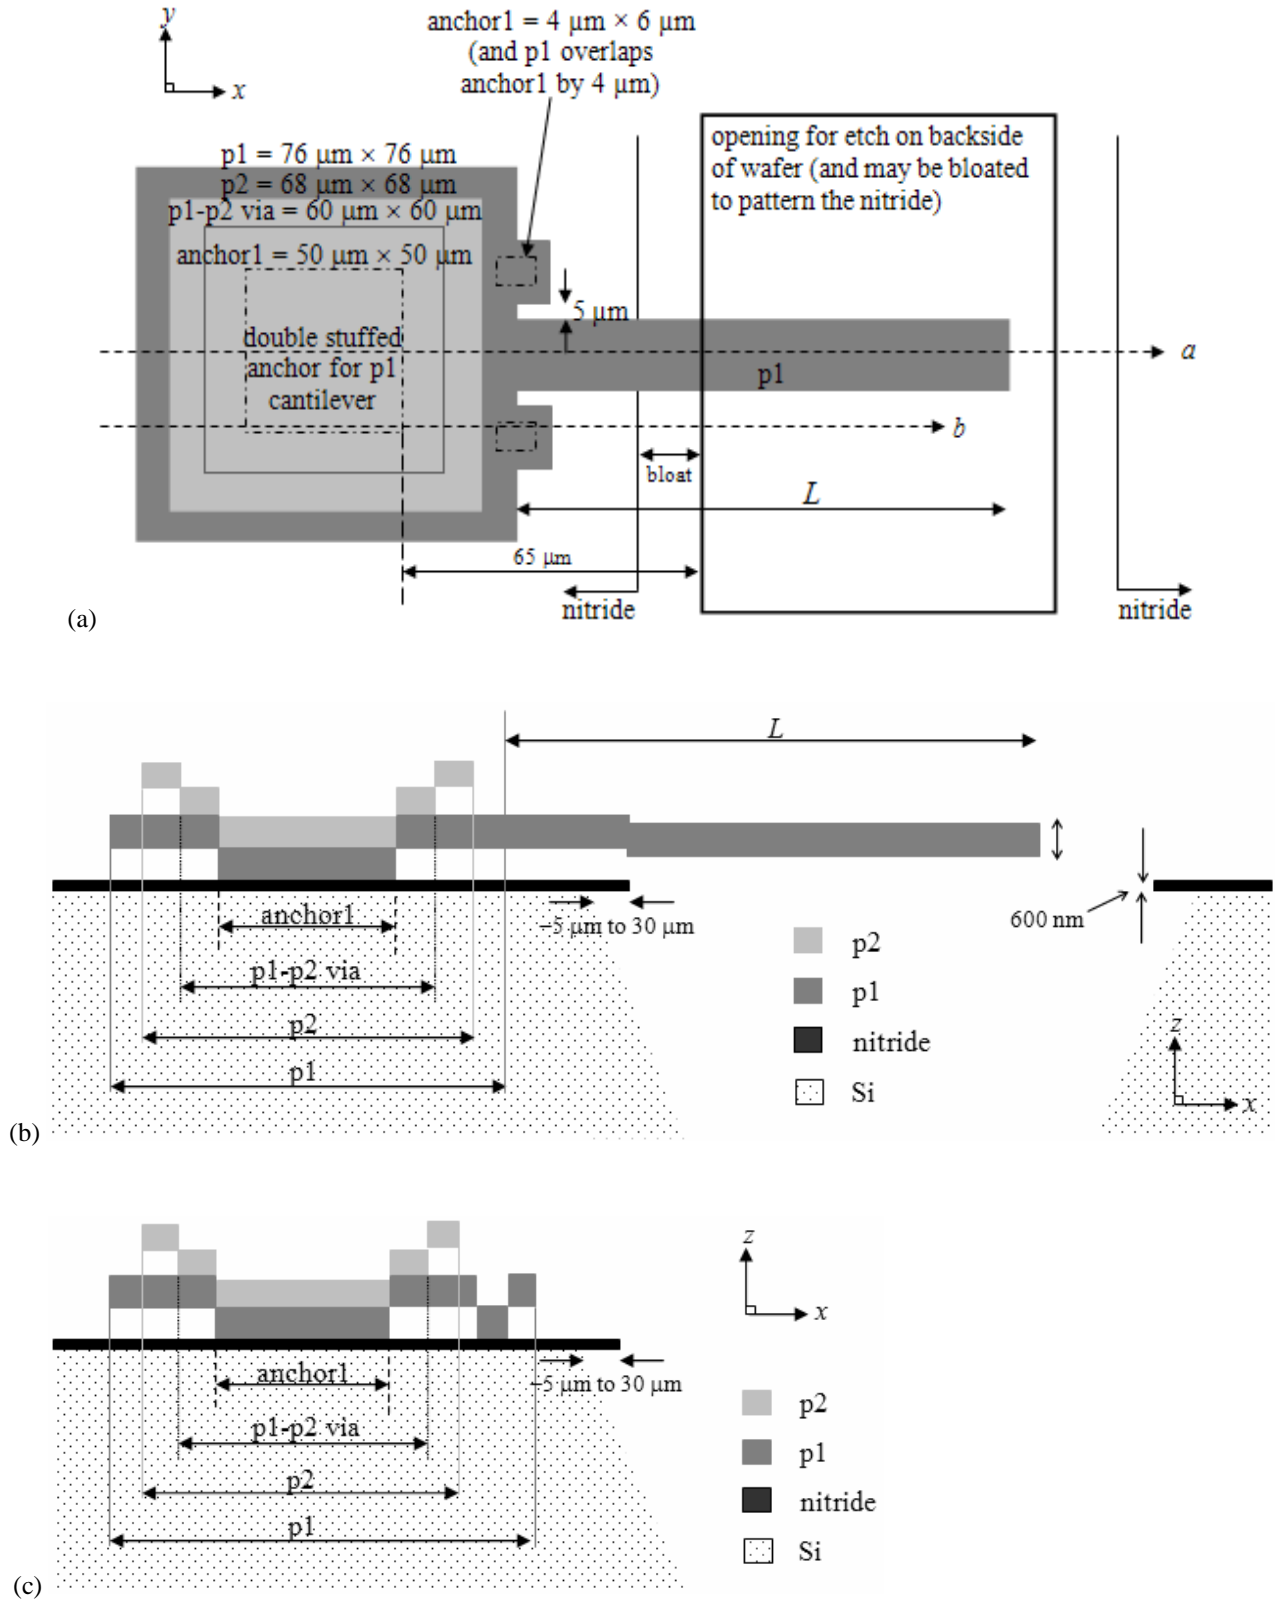 y
x
anchor1 = 4 μm × 6 μm
(and p1 overlaps
anchor1 by 4 μm)
p1 = 76 μm × 76 μm
p2 = 68 μm × 68 μm
p1-p2 via = 60 μm × 60 μm
anchor1 = 50 μm × 50 μm
double stuffed
anchor for p1
cantilever
opening for etch on backside
of wafer (and may be bloated
to pattern the nitride)
5 μm
p1
a
b
bloat
L
65 μm
nitride
nitride
(a)
L
anchor1
−5 μm to 30 μm
600 nm
p1-p2 via
p2
p1
p2
p1
nitride
Si
z
x
(b)
z
x
anchor1
−5 μm to 30 μm
p1-p2 via
p2
p1
p2
p1
nitride
Si
(c)